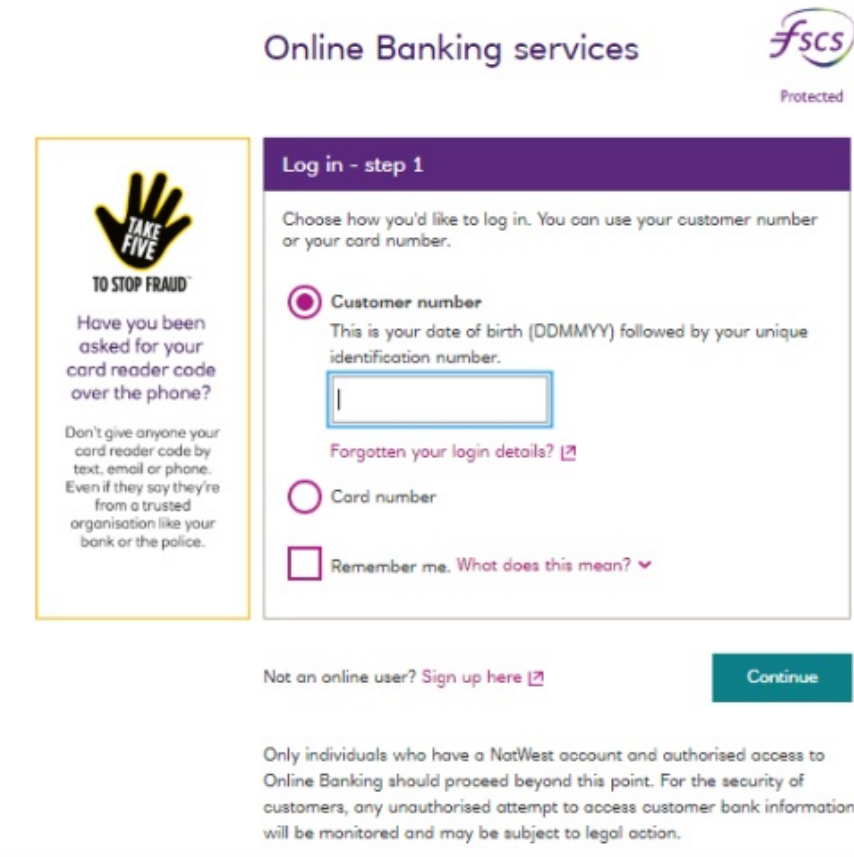 Online Banking services
fscs
Protected
TAKE
FIVE
TO STOP FRAUD™
Have you been
asked for your
card reader code
over the phone?
Don't give anyone your
card reader code by
text, email or phone.
Even if they say they're
from a trusted
organisation like your
bank or the police.
Log in - step 1
Choose how you'd like to log in. You can use your customer number
or your card number.
Customer number
This is your date of birth (DDMMYY) followed by your unique
identification number.
Forgotten your login details?
Card number
Remember me. What does this mean?
Not an online user? Sign up here
Continue
Only individuals who have a NatWest account and authorised access to
Online Banking should proceed beyond this point. For the security of
customers, any unauthorised attempt to access customer bank information
will be monitored and may be subject to legal action.